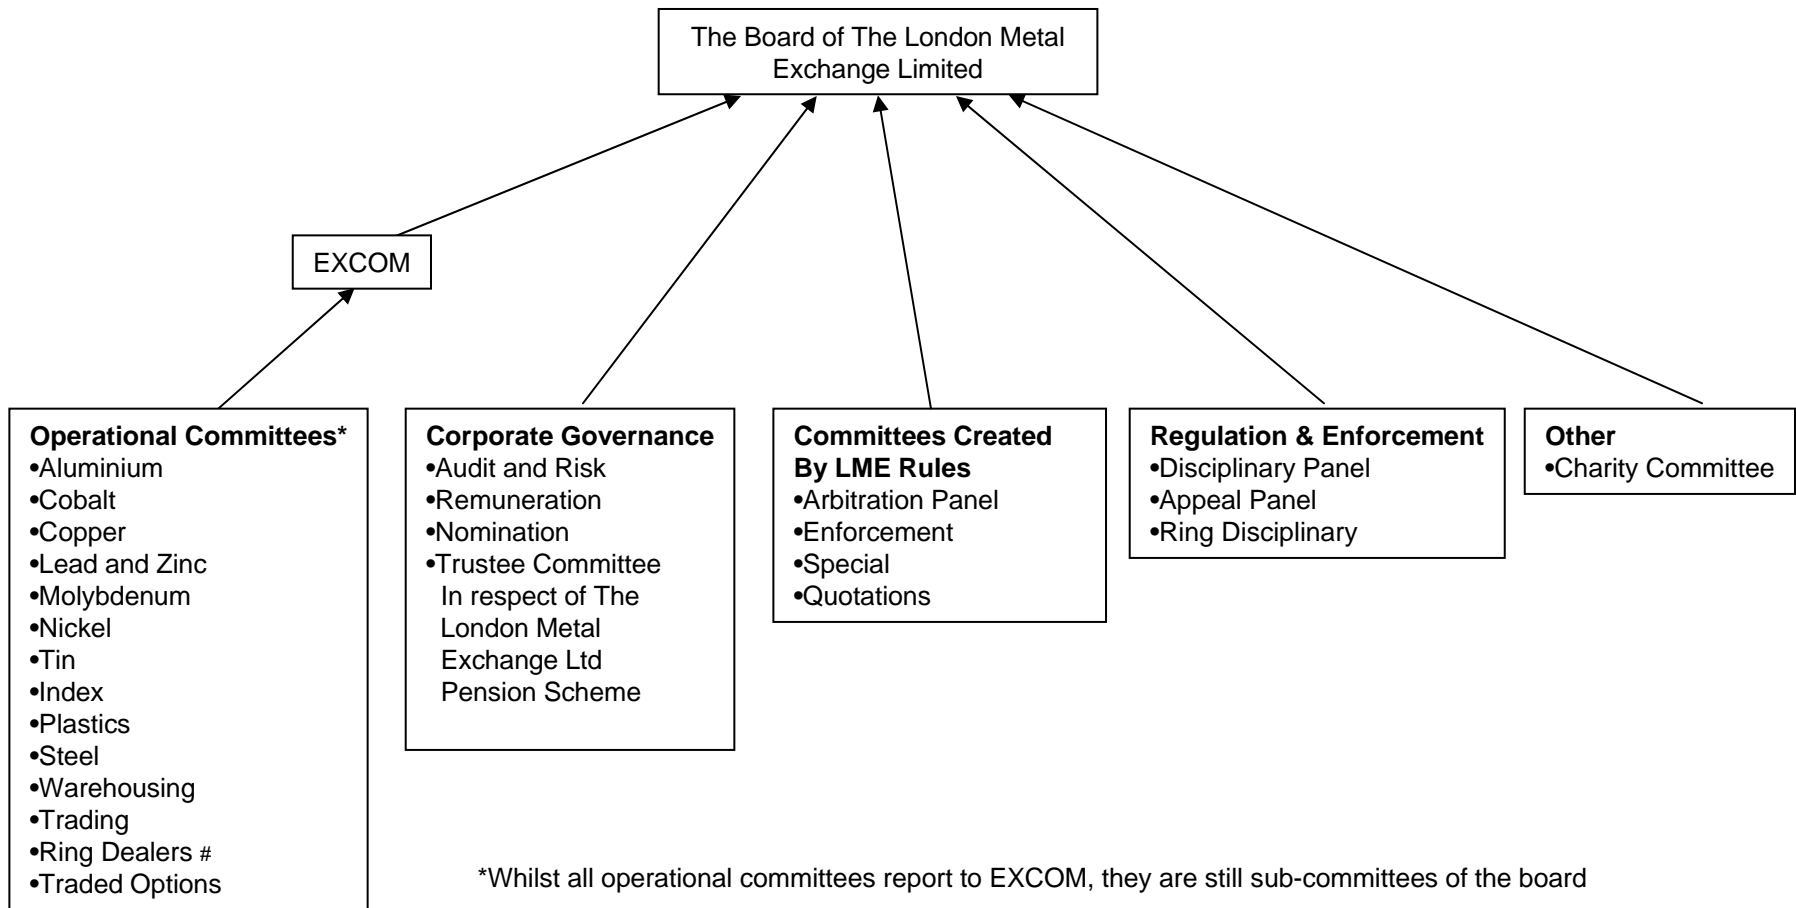 The Board of The London Metal
Exchange Limited
EXCOM
Operational Committees*
•Aluminium
•Cobalt
•Copper
•Lead and Zinc
•Molybdenum
•Nickel
•Tin
•Index
•Plastics
•Steel
•Warehousing
•Trading
•Ring Dealers #
•Traded Options
Corporate Governance
•Audit and Risk
•Remuneration
•Nomination
•Trustee Committee
In respect of The
London Metal
Exchange Ltd
Pension Scheme
Committees Created
By LME Rules
•Arbitration Panel
•Enforcement
•Special
•Quotations
Regulation & Enforcement
•Disciplinary Panel
•Appeal Panel
•Ring Disciplinary
Other
•Charity Committee
*Whilst all operational committees report to EXCOM, they are still sub-committees of the board